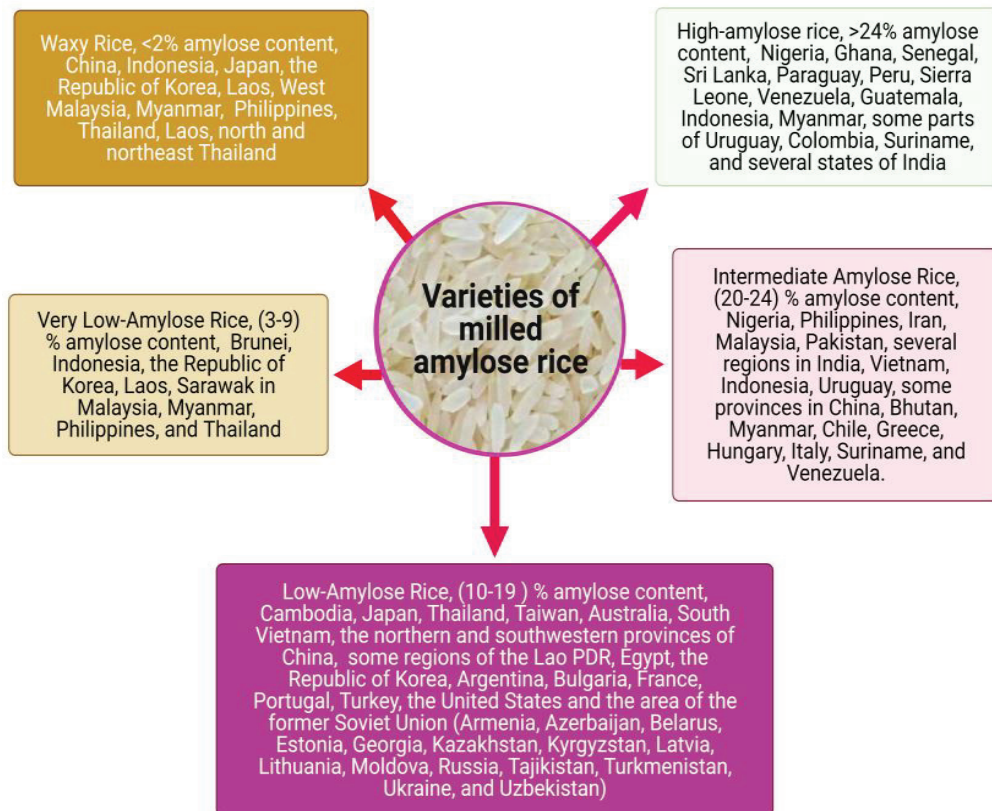 Waxy Rice, <2% amylose content,
China, Indonesia, Japan, the
Republic of Korea, Laos, West
Malaysia, Myanmar,  Philippines,
Thailand, Laos, north and
northeast Thailand
High-amylose rice, >24% amylose
content,  Nigeria, Ghana, Senegal,
Sri Lanka, Paraguay, Peru, Sierra
Leone, Venezuela, Guatemala,
Indonesia, Myanmar, some parts
of Uruguay, Colombia, Suriname,
and several states of India
Varieties of
milled
amylose rice
Very Low-Amylose Rice, (3-9)
% amylose content,  Brunei,
Indonesia, the Republic of
Korea, Laos, Sarawak in
Malaysia, Myanmar,
Philippines, and Thailand
Intermediate Amylose Rice,
(20-24) % amylose content,
Nigeria, Philippines, Iran,
Malaysia, Pakistan, several
regions in India, Vietnam,
Indonesia, Uruguay, some
provinces in China, Bhutan,
Myanmar, Chile, Greece,
Hungary, Italy, Suriname, and
Venezuela.
Low-Amylose Rice, (10-19 ) % amylose content,
Cambodia, Japan, Thailand, Taiwan, Australia, South
Vietnam, the northern and southwestern provinces of
China,  some regions of the Lao PDR, Egypt, the
Republic of Korea, Argentina, Bulgaria, France,
Portugal, Turkey, the United States and the area of the
former Soviet Union (Armenia, Azerbaijan, Belarus,
Estonia, Georgia, Kazakhstan, Kyrgyzstan, Latvia,
Lithuania, Moldova, Russia, Tajikistan, Turkmenistan,
Ukraine, and Uzbekistan)